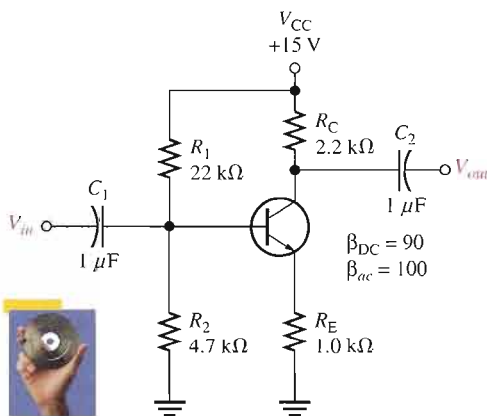 V_CC
+15 V
R_C
2.2 kΩ
C_2
V_out
1 μF
R_1
22 kΩ
C_1
V_in
1 μF
β_DC = 90
β_ac = 100
R_2
4.7 kΩ
R_E
1.0 kΩ